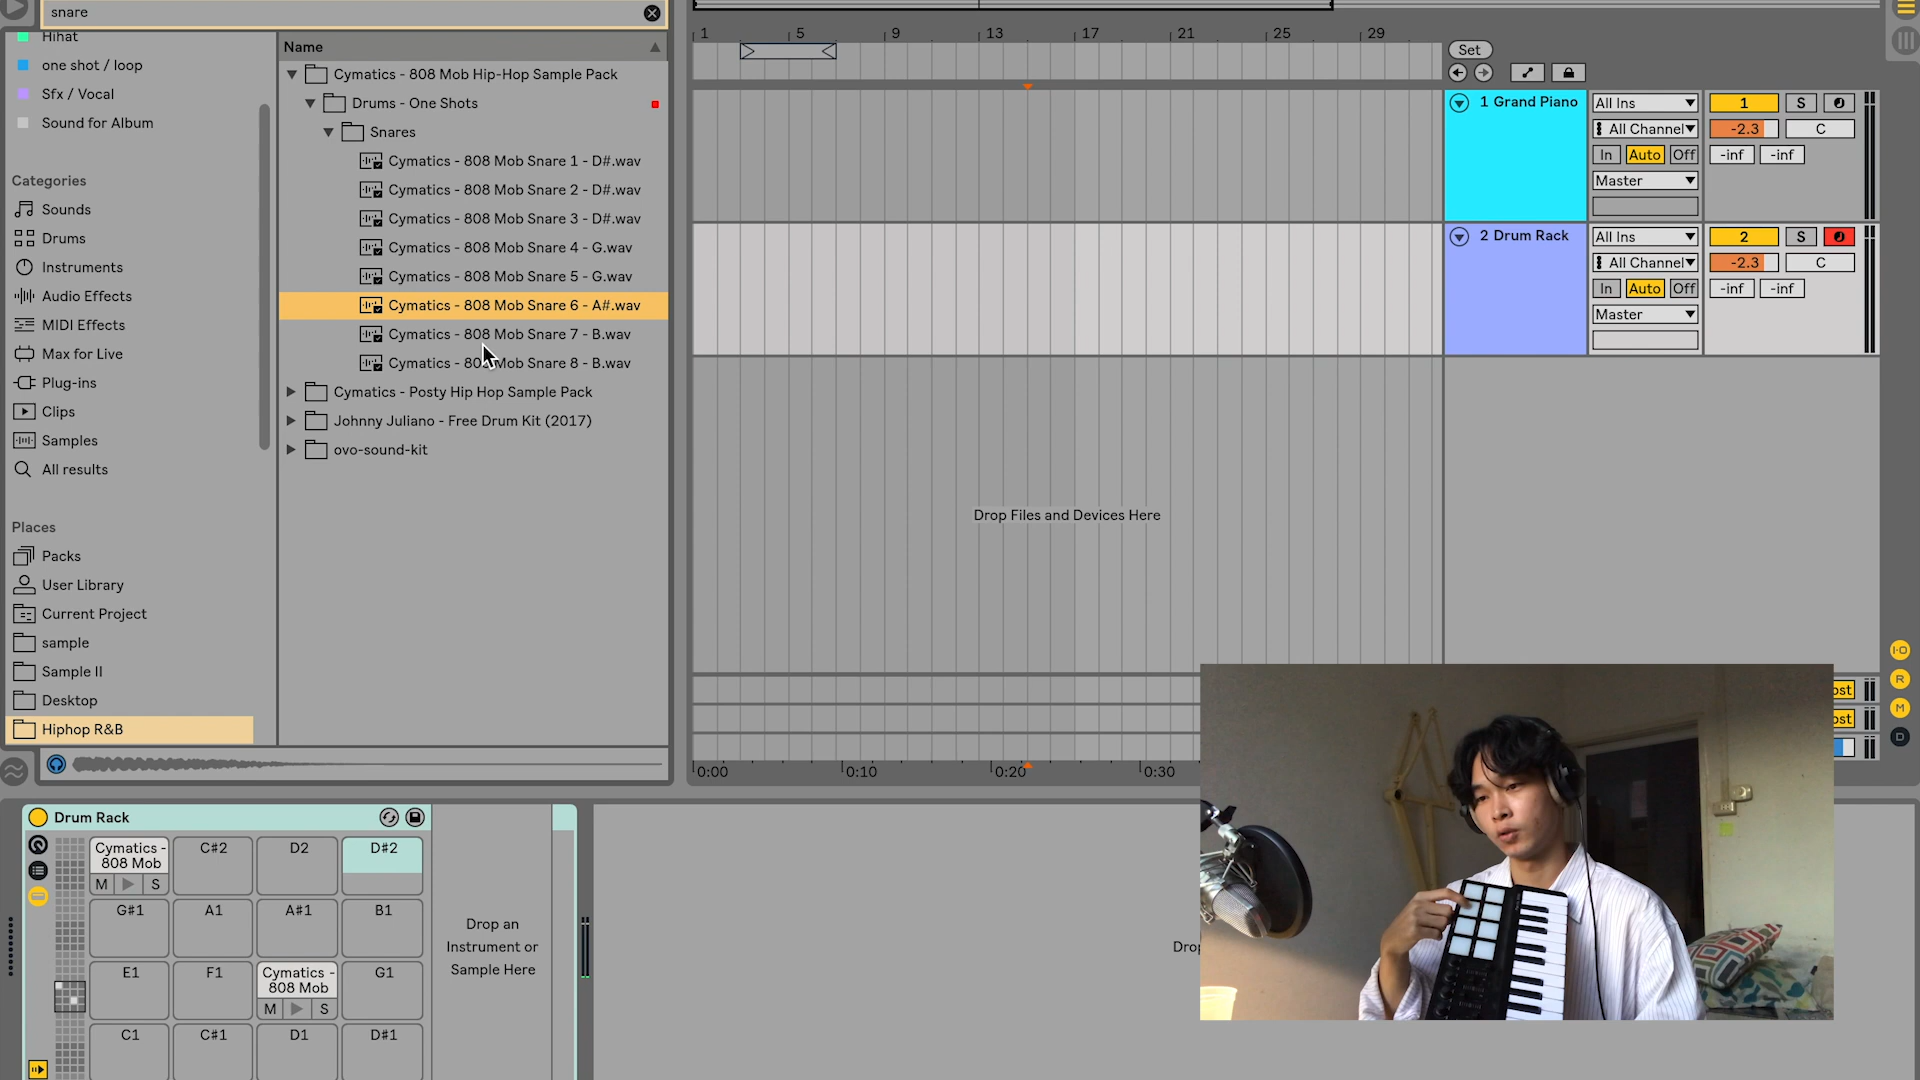 snare
Hihat
one shot / loop
Sfx / Vocal
Sound for Album
Categories
Sounds
Drums
Instruments
Audio Effects
MIDI Effects
Max for Live
Plug-ins
Clips
Samples
All results
Places
Packs
User Library
Current Project
sample
Sample II
Desktop
Hiphop R&B
Name
Cymatics - 808 Mob Hip-Hop Sample Pack
Drums - One Shots
Snares
Cymatics - 808 Mob Snare 1 - D#.wav
Cymatics - 808 Mob Snare 2 - D#.wav
Cymatics - 808 Mob Snare 3 - D#.wav
Cymatics - 808 Mob Snare 4 - G.wav
Cymatics - 808 Mob Snare 5 - G.wav
Cymatics - 808 Mob Snare 6 - A#.wav
Cymatics - 808 Mob Snare 7 - B.wav
Cymatics - 808 Mob Snare 8 - B.wav
Cymatics - Posty Hip Hop Sample Pack
Johnny Juliano - Free Drum Kit (2017)
ovo-sound-kit
1 5 9 13 17 21 25 29
Set
1 Grand Piano
All Ins
All Channel
In Auto Off
Master
1 S
-2.3 C
-inf -inf
2 Drum Rack
All Ins
All Channel
In Auto Off
Master
2 S
-2.3 C
-inf -inf
Drop Files and Devices Here
I·O
R
M
D
ost
ost
0:00 0:10 0:20 0:30
Drum Rack
Cymatics -
808 Mob
M S
C#2 D2 D#2
G#1 A1 A#1 B1
E1 F1
Cymatics -
808 Mob
M S
G1
C1 C#1 D1 D#1
Drop an
Instrument or
Sample Here
Drop